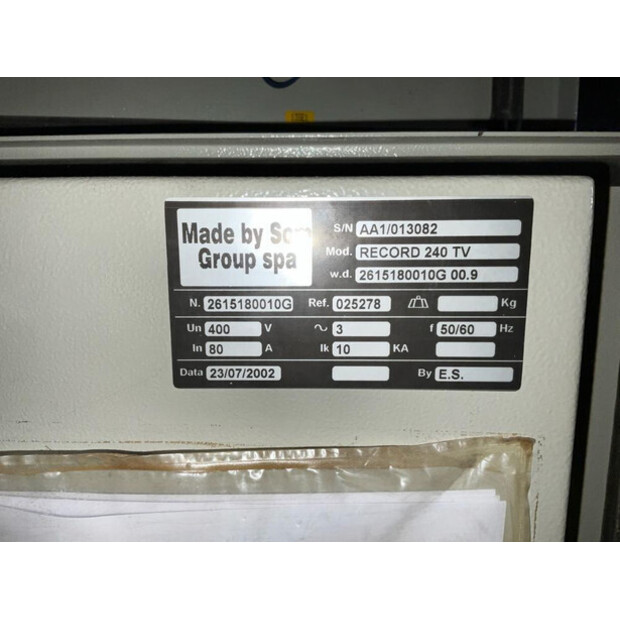 Made by
Group spa
S/N AA1/013082
Mod. RECORD 240 TV
w.d. 2615180010G 00.9
N. 2615180010G Ref. 025278 Kg
Un 400 V ~ 3 f 50/60 Hz
In 80 A Ik 10 KA
Data 23/07/2002 By E.S.